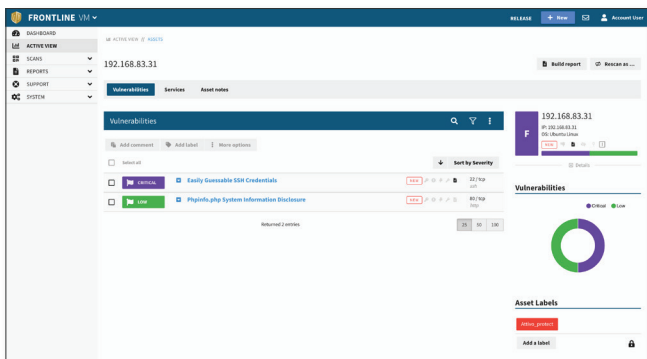 FRONTLINE VM
RELEASE
+ New
Account User
DASHBOARD
ACTIVE VIEW
SCANS
REPORTS
SUPPORT
SYSTEM
ACTIVE VIEW // ASSETS
192.168.83.31
Build report
Rescan as ...
Vulnerabilities Services Asset notes
Vulnerabilities
Add comment Add label More options
Select all
Sort by Severity
CRITICAL
Easily Guessable SSH Credentials
NEW
22 / tcp
ssh
LOW
Phpinfo.php System Information Disclosure
NEW
80 / tcp
http
Returned 2 entries
25 50 100
F
192.168.83.31
IP: 192.168.83.31
OS: Ubuntu Linux
NEW
Details
Vulnerabilities
Critical Low
Asset Labels
Add a label